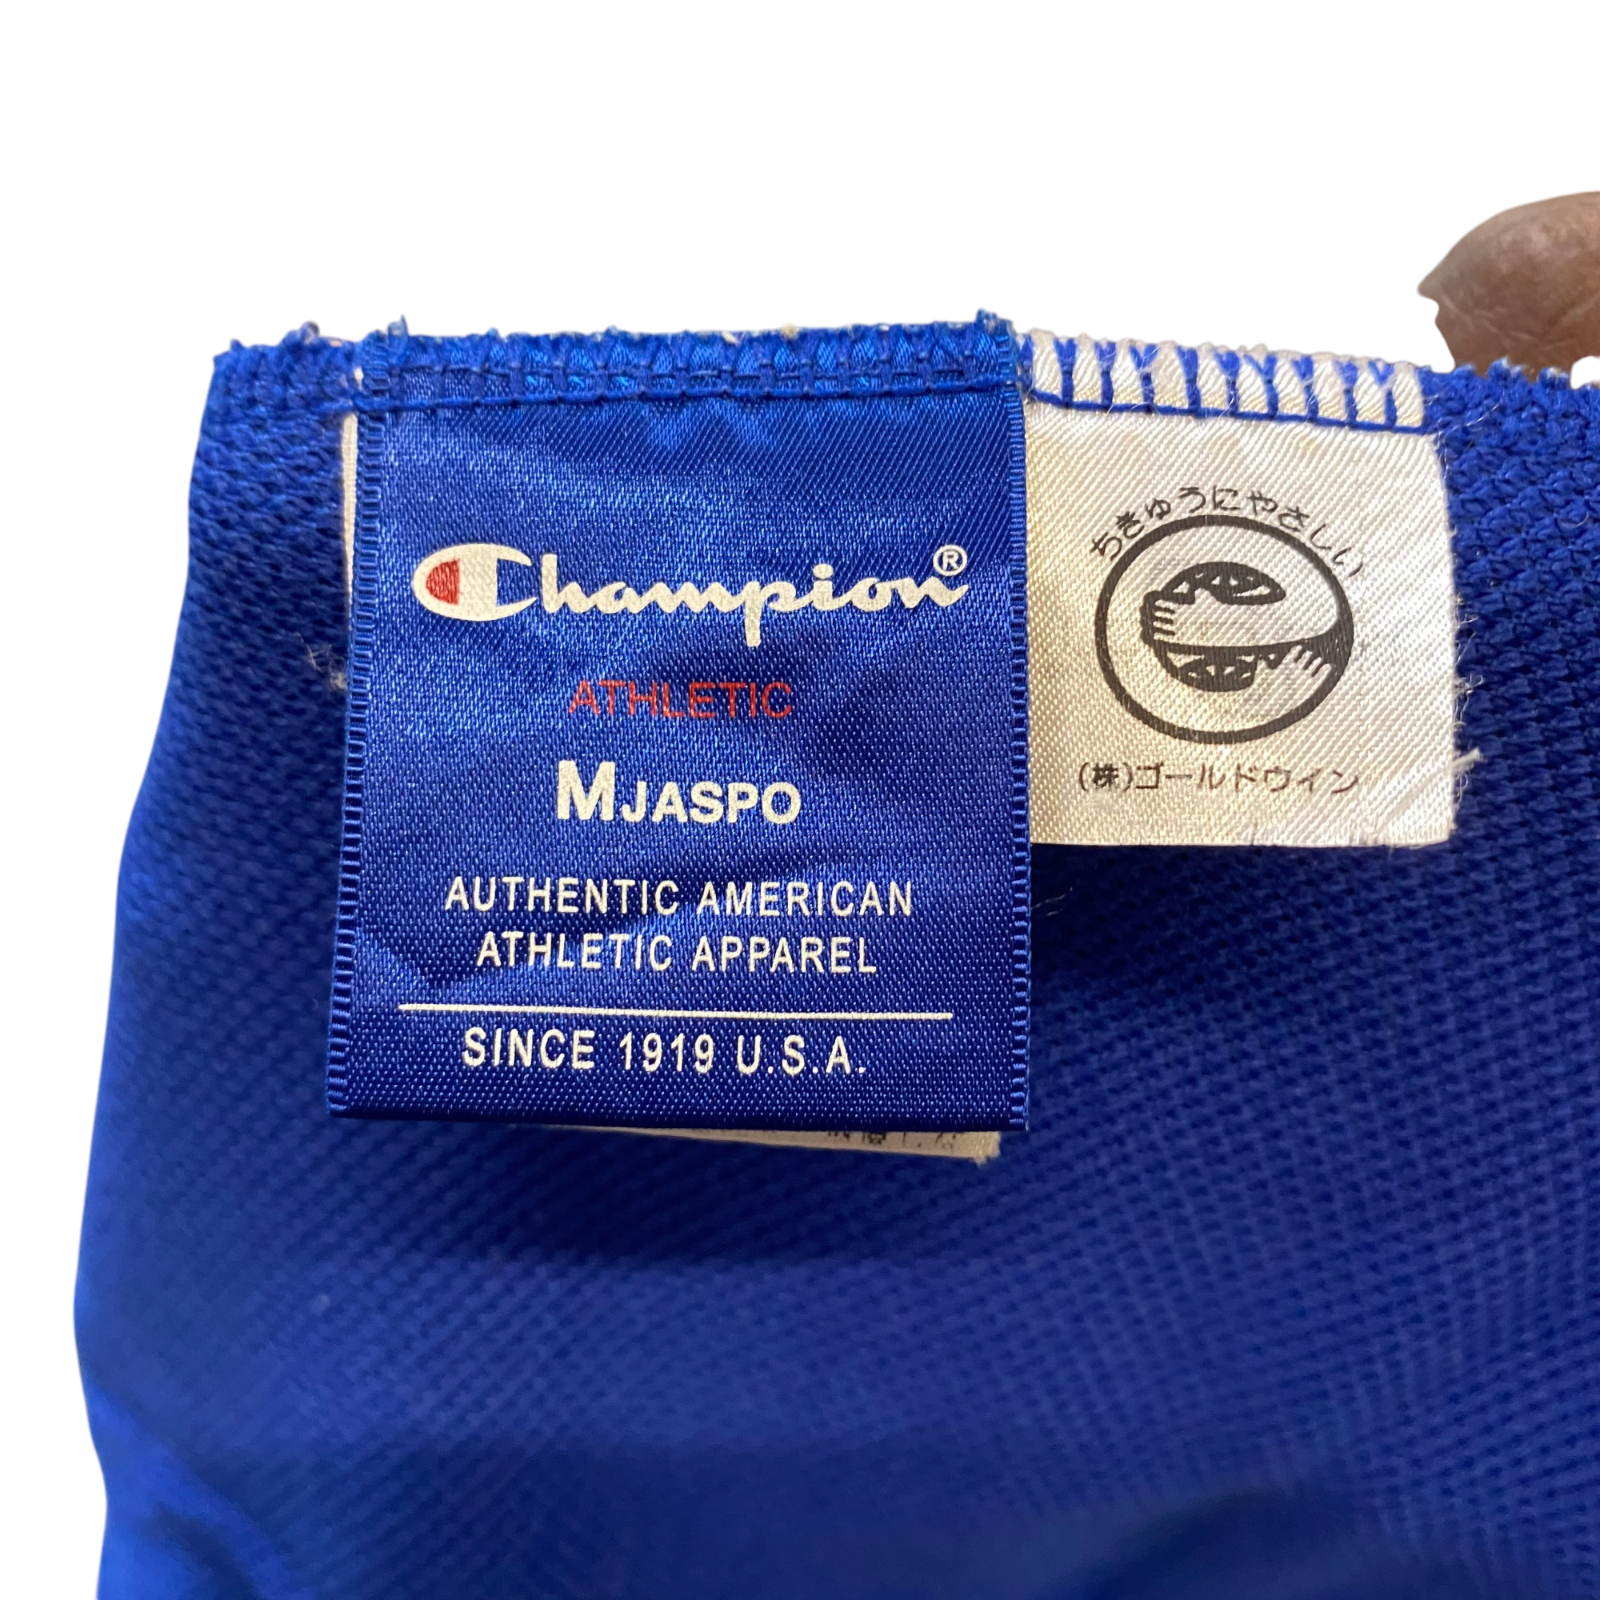 Champion®
ATHLETIC
MJASPO
AUTHENTIC AMERICAN
ATHLETIC APPAREL
SINCE 1919 U.S.A.
ちきゅうにやさしい
(株)ゴールドウイン